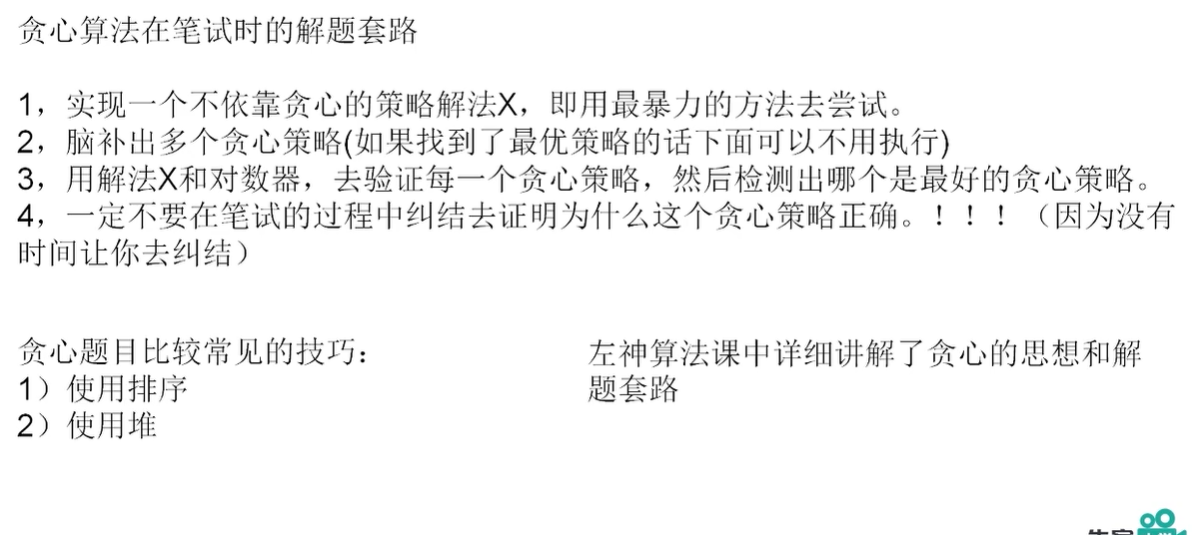 贪心算法在笔试时的解题套路
1，实现一个不依靠贪心的策略解法X，即用最暴力的方法去尝试。
2，脑补出多个贪心策略(如果找到了最优策略的话下面可以不用执行)
3，用解法X和对数器，去验证每一个贪心策略，然后检测出哪个是最好的贪心策略。
4，一定不要在笔试的过程中纠结去证明为什么这个贪心策略正确。！！！（因为没有
时间让你去纠结）
贪心题目比较常见的技巧：
1）使用排序
2）使用堆
左神算法课中详细讲解了贪心的思想和解
题套路